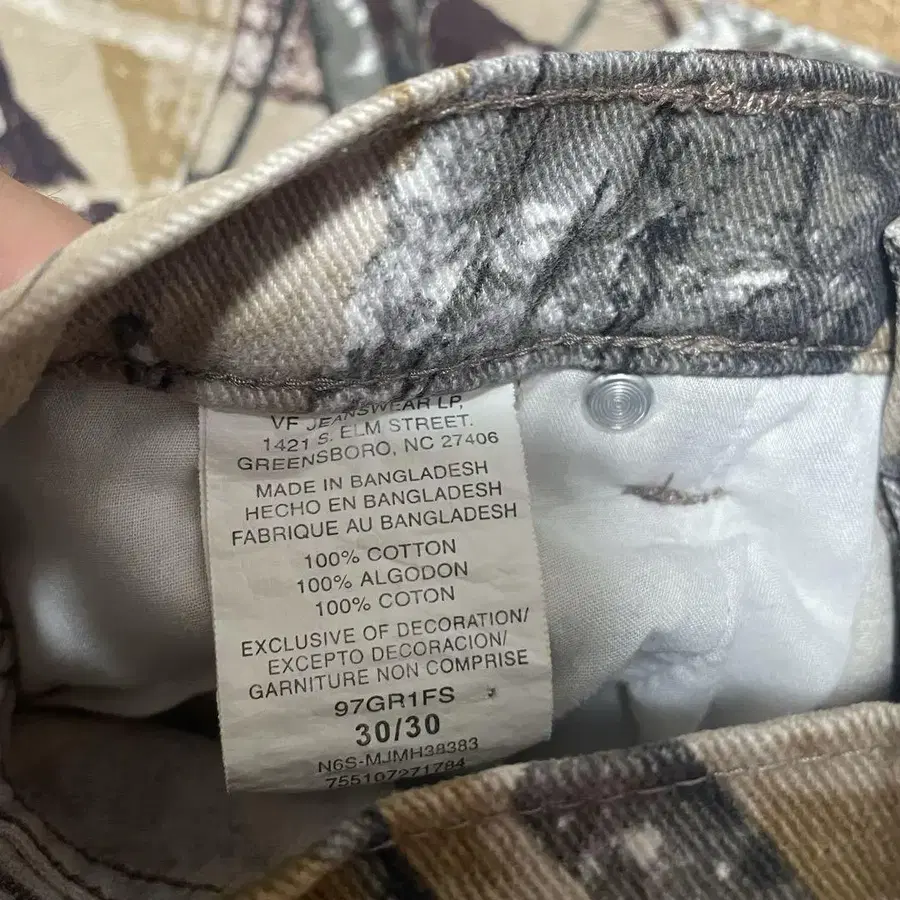 VF JEANSWEAR LP,
1421 S. ELM STREET.
GREENSBORO, NC 27406
MADE IN BANGLADESH
HECHO EN BANGLADESH
FABRIQUE AU BANGLADESH
100% COTTON
100% ALGODON
100% COTON
EXCLUSIVE OF DECORATION/
EXCEPTO DECORACION/
GARNITURE NON COMPRISE
97GR1FS
30/30
N6S-MJMH38383
755107271784